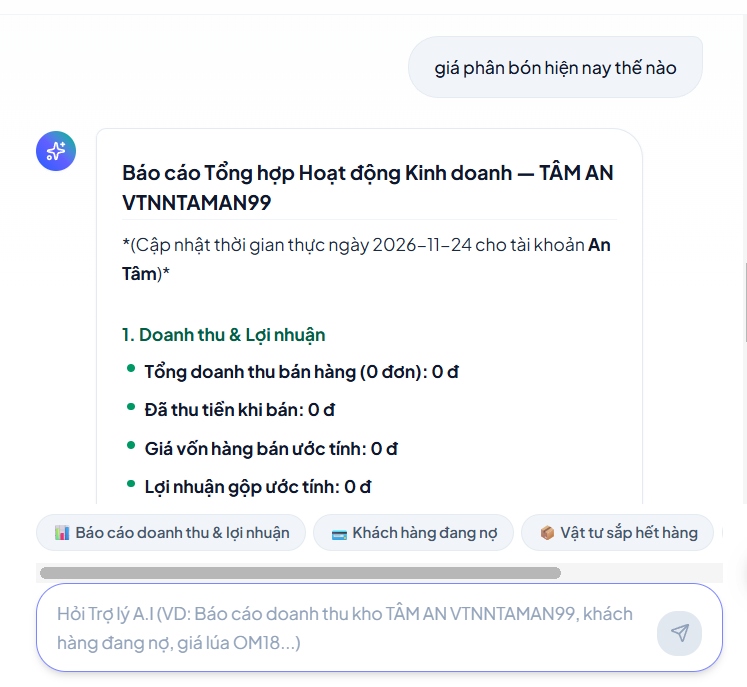 giá phân bón hiện nay thế nào
Báo cáo Tổng hợp Hoạt động Kinh doanh — TÂM AN
VTNNTAMAN99
*(Cập nhật thời gian thực ngày 2026-11-24 cho tài khoản An
Tâm)*
1. Doanh thu & Lợi nhuận
Tổng doanh thu bán hàng (0 đơn): 0 đ
Đã thu tiền khi bán: 0 đ
Giá vốn hàng bán ước tính: 0 đ
Lợi nhuận gộp ước tính: 0 đ
Báo cáo doanh thu & lợi nhuận
Khách hàng đang nợ
Vật tư sắp hết hàng
Hỏi Trợ lý A.I (VD: Báo cáo doanh thu kho TÂM AN VTNNTAMAN99, khách
hàng đang nợ, giá lúa OM18...)